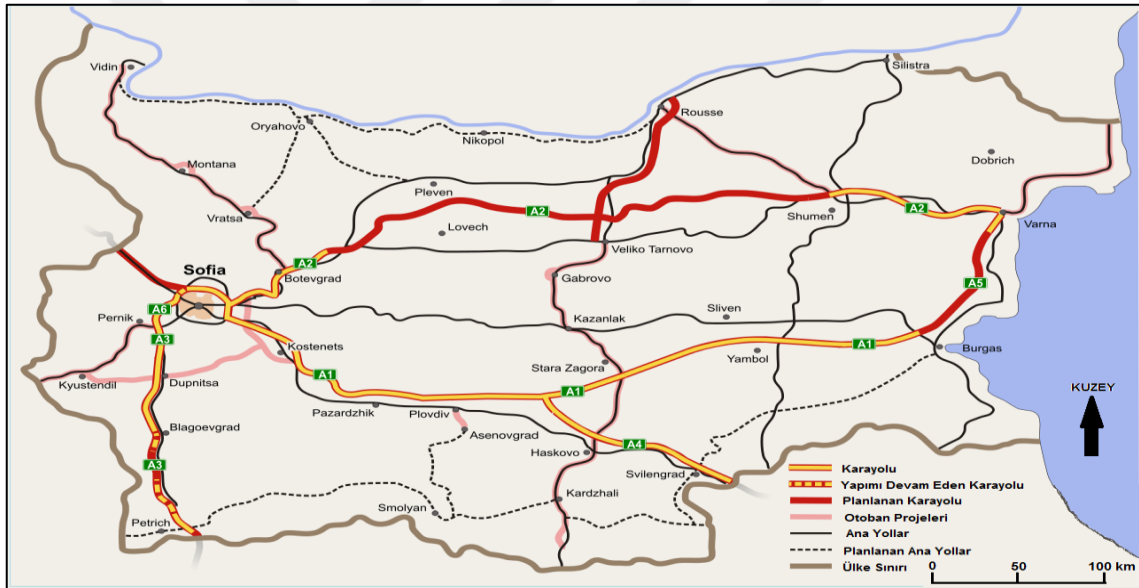 Vidin
Silistra
Rousse
Oryahovo
Nikopol
Dobrich
Montana
Pleven
Vratsa
A2
A2
Shumen
Varna
Lovech
Veliko Tarnovo
A2
Botevgrad
Sofia
Gabrovo
A5
A6
Sliven
Pernik
Kazanlak
A3
Kostenets
Yambol
A1
Burgas
Stara Zagora
Kyustendil
Dupnitsa
A1
A1
KUZEY
Pazardzhik
Plovdiv
Blagoevgrad
Asenovgrad
A4
Haskovo
A3
Svilengrad
Kardzhali
Smolyan
Petrich
Karayolu
Yapımı Devam Eden Karayolu
Planlanan Karayolu
Otoban Projeleri
Ana Yollar
Planlanan Ana Yollar
Ülke Sınırı
0 50 100 km